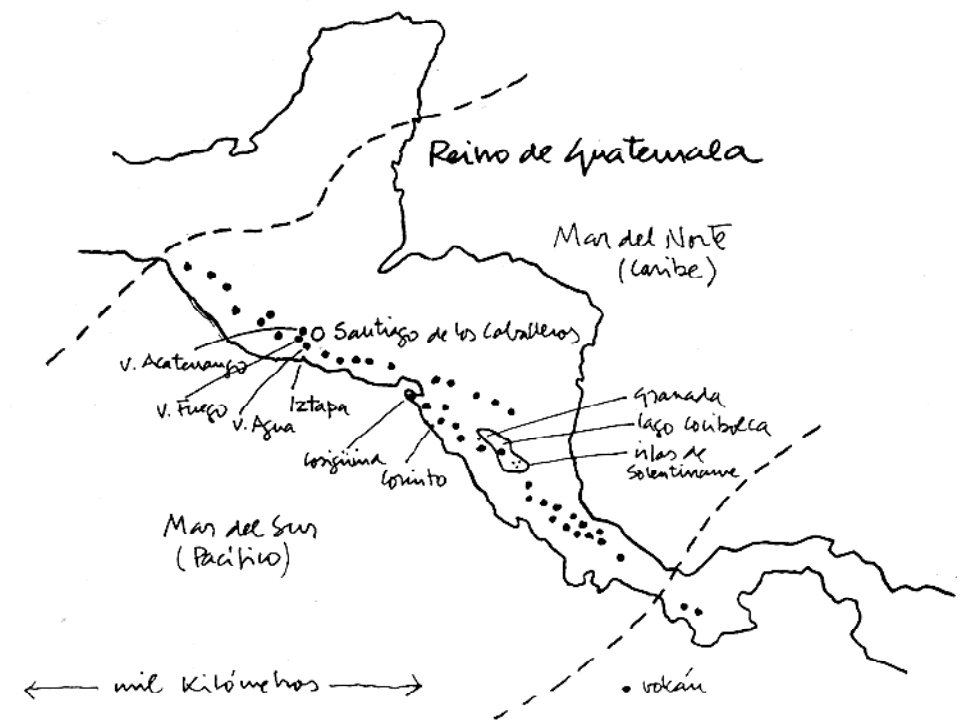 Reino de Guatemala
Mar del Norte
(Caribe)
Santiago de los Caballeros
v. Acatenango
v. Fuego
v. Agua
Iztapa
Granada
lago Cocibolca
islas de
Solentiname
Cosigüina
Corinto
Mar del Sur
(Pacífico)
mil kilómetros
volcán